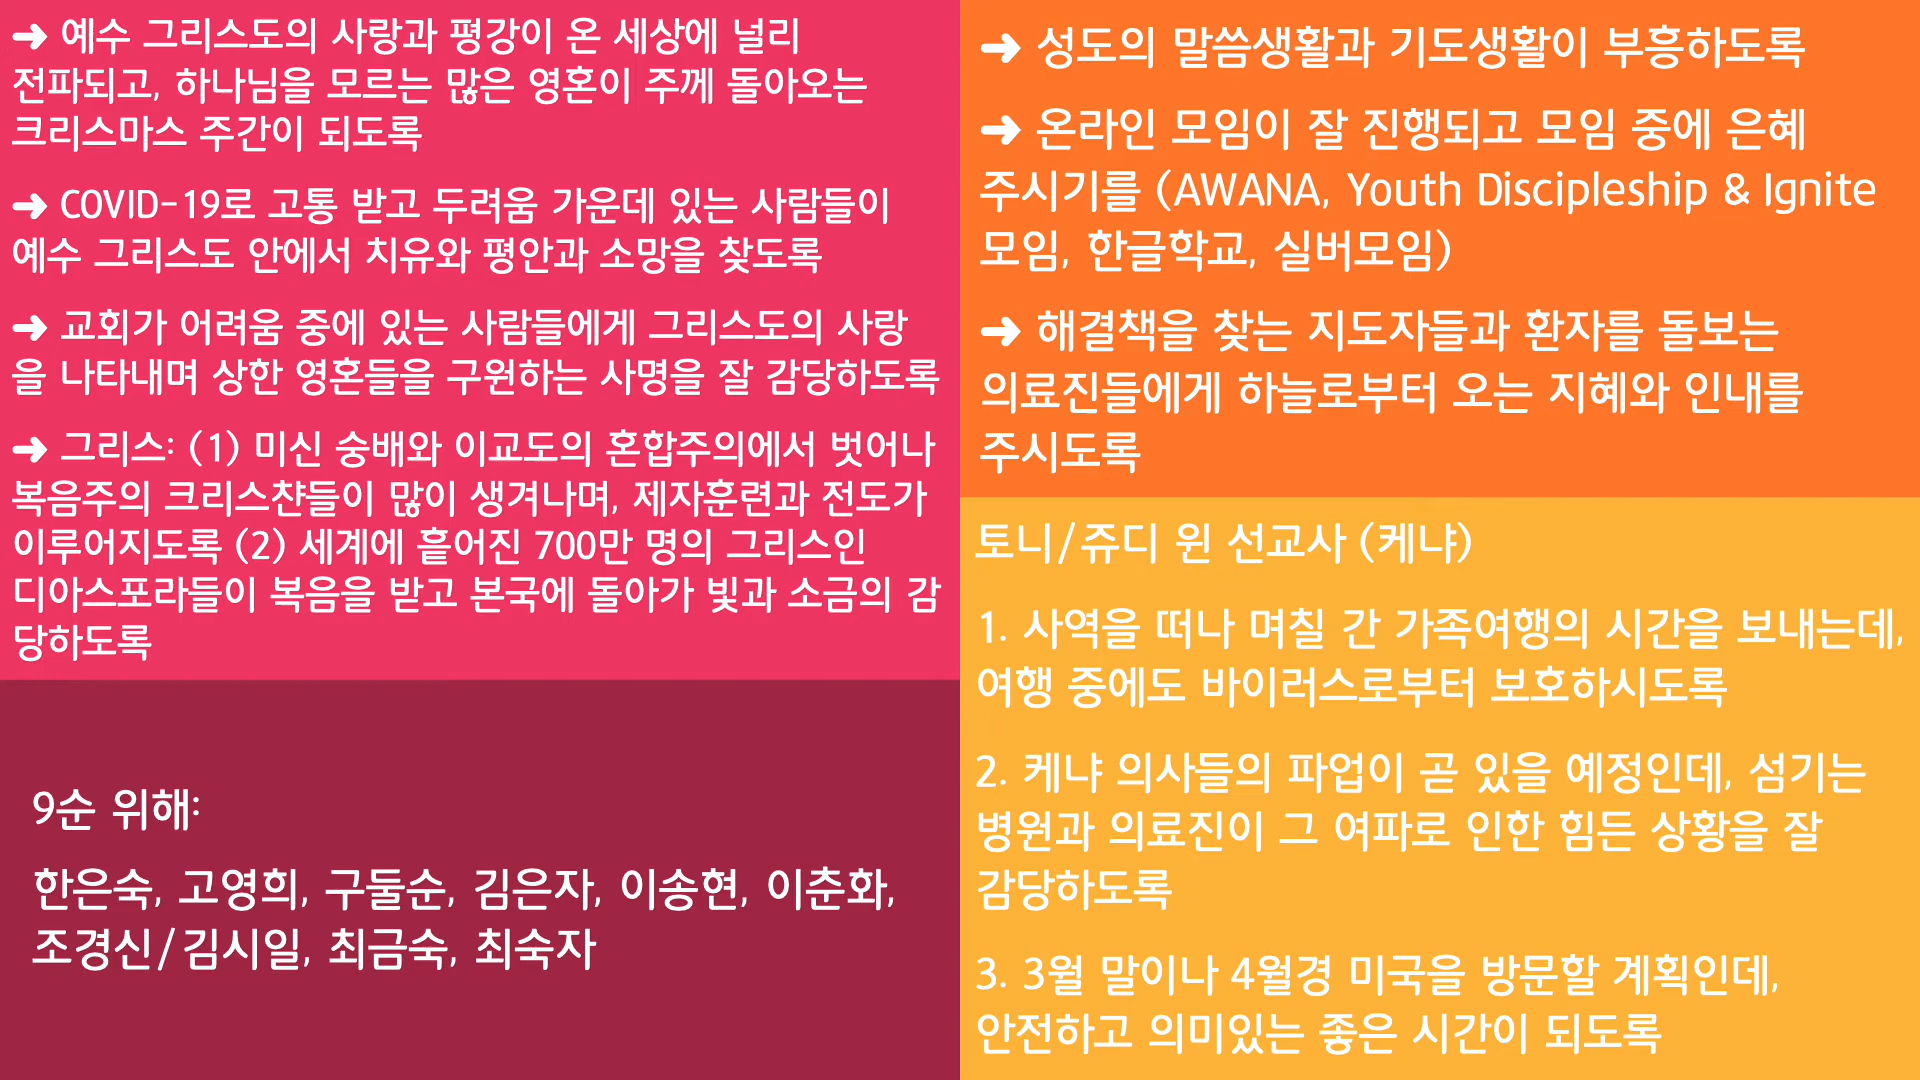 ➜ 예수 그리스도의 사랑과 평강이 온 세상에 널리
전파되고, 하나님을 모르는 많은 영혼이 주께 돌아오는
크리스마스 주간이 되도록
➜ COVID-19로 고통 받고 두려움 가운데 있는 사람들이
예수 그리스도 안에서 치유와 평안과 소망을 찾도록
➜ 교회가 어려움 중에 있는 사람들에게 그리스도의 사랑
을 나타내며 상한 영혼들을 구원하는 사명을 잘 감당하도록
➜ 그리스: (1) 미신 숭배와 이교도의 혼합주의에서 벗어나
복음주의 크리스챤들이 많이 생겨나며, 제자훈련과 전도가
이루어지도록 (2) 세계에 흩어진 700만 명의 그리스인
디아스포라들이 복음을 받고 본국에 돌아가 빛과 소금의 감
당하도록
9순 위해:
한은숙, 고영희, 구둘순, 김은자, 이송현, 이춘화,
조경신/김시일, 최금숙, 최숙자
➜ 성도의 말씀생활과 기도생활이 부흥하도록
➜ 온라인 모임이 잘 진행되고 모임 중에 은혜
주시기를 (AWANA, Youth Discipleship & Ignite
모임, 한글학교, 실버모임)
➜ 해결책을 찾는 지도자들과 환자를 돌보는
의료진들에게 하늘로부터 오는 지혜와 인내를
주시도록
토니/쥬디 윈 선교사 (케냐)
1. 사역을 떠나 며칠 간 가족여행의 시간을 보내는데,
여행 중에도 바이러스로부터 보호하시도록
2. 케냐 의사들의 파업이 곧 있을 예정인데, 섬기는
병원과 의료진이 그 여파로 인한 힘든 상황을 잘
감당하도록
3. 3월 말이나 4월경 미국을 방문할 계획인데,
안전하고 의미있는 좋은 시간이 되도록